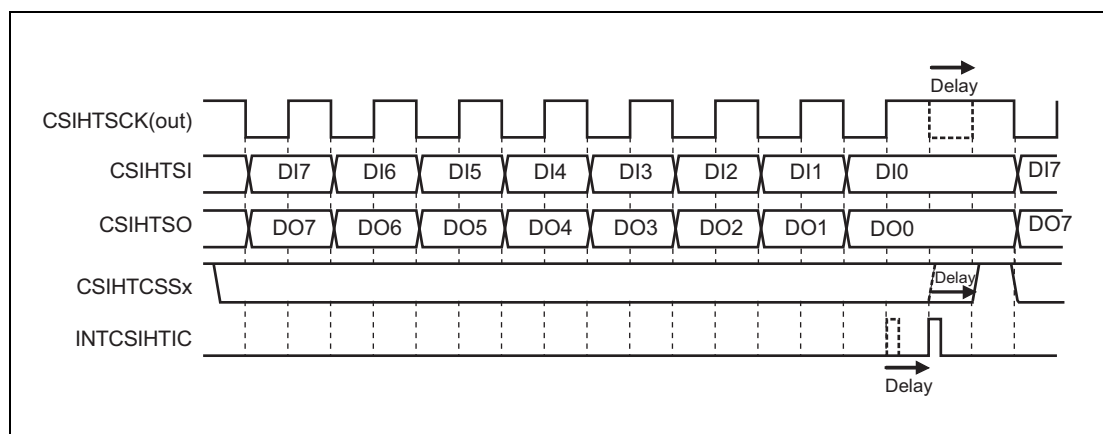 Delay
CSIHTSCK(out)
CSIHTSI DI7 DI6 DI5 DI4 DI3 DI2 DI1 DI0 DI7
CSIHTSO DO7 DO6 DO5 DO4 DO3 DO2 DO1 DO0 DO7
CSIHTCSSx Delay
INTCSIHTIC
Delay